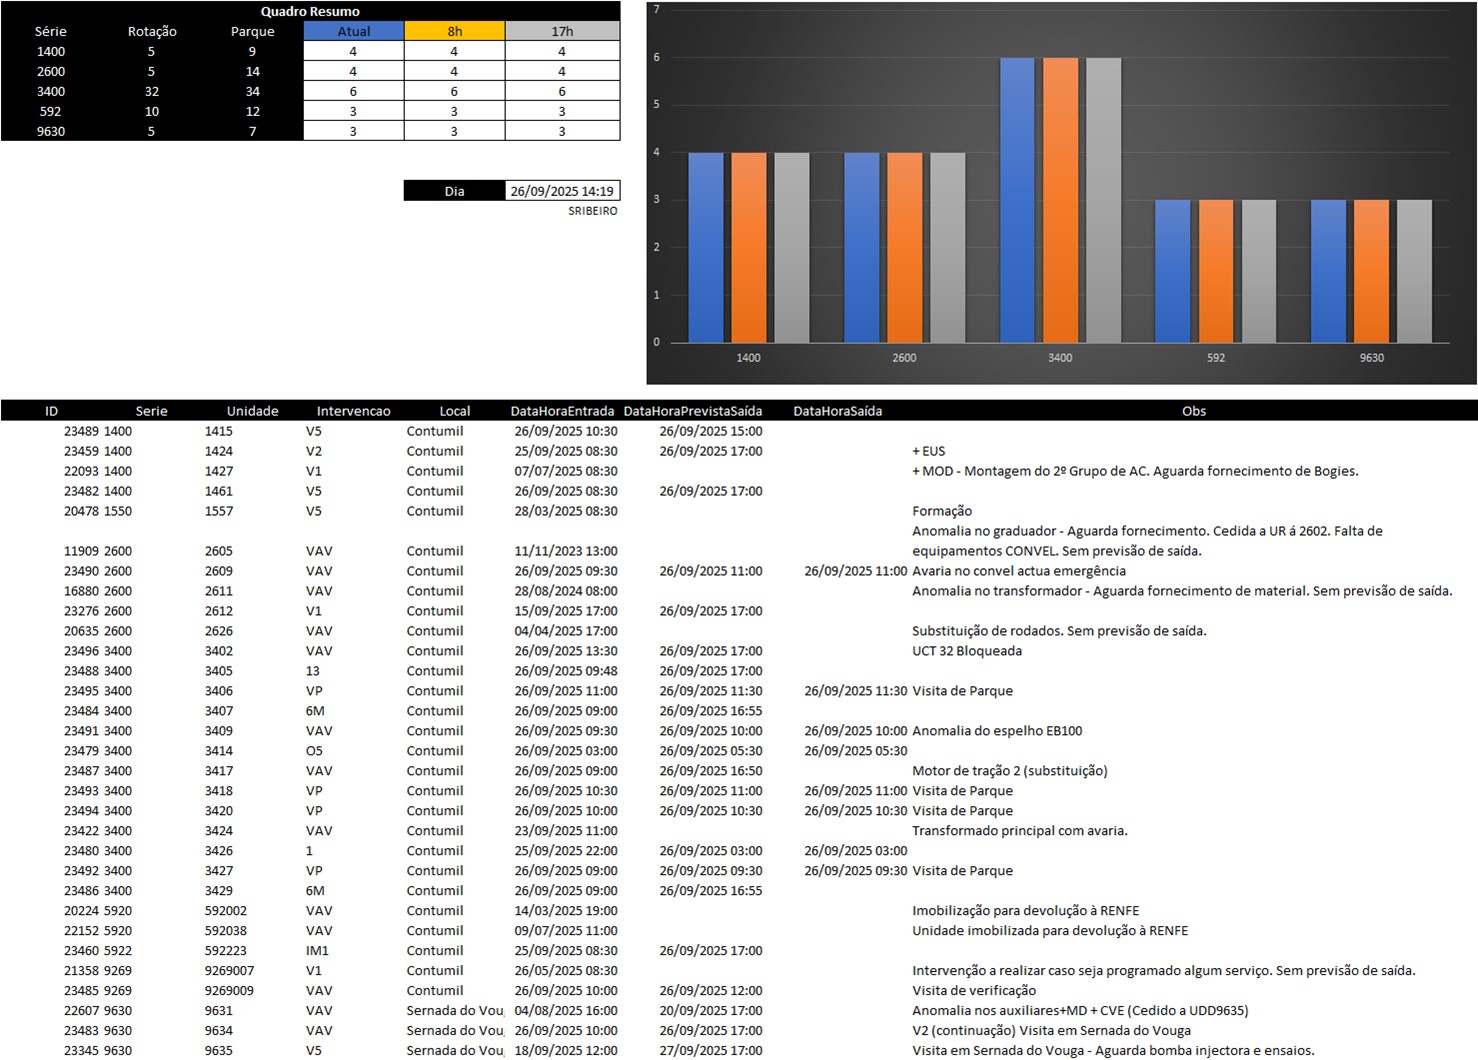 Quadro Resumo
Série Rotação Parque Atual 8h 17h
1400 5 9 4 4 4
2600 5 14 4 4 4
3400 32 34 6 6 6
592 10 12 3 3 3
9630 5 7 3 3 3
Dia 26/09/2025 14:19
SRIBEIRO
7
6
5
4
3
2
1
0
1400 2600 3400 592 9630
ID Serie Unidade Intervencao Local DataHoraEntrada DataHoraPrevistaSaída DataHoraSaída Obs
23489 1400 1415 V5 Contumil 26/09/2025 10:30 26/09/2025 15:00
23459 1400 1424 V2 Contumil 25/09/2025 08:30 26/09/2025 17:00 + EUS
22093 1400 1427 V1 Contumil 07/07/2025 08:30 + MOD - Montagem do 2º Grupo de AC. Aguarda fornecimento de Bogies.
23482 1400 1461 V5 Contumil 26/09/2025 08:30 26/09/2025 17:00
20478 1550 1557 V5 Contumil 28/03/2025 08:30 Formação
Anomalia no graduador - Aguarda fornecimento. Cedida a UR á 2602. Falta de
11909 2600 2605 VAV Contumil 11/11/2023 13:00 equipamentos CONVEL. Sem previsão de saída.
23490 2600 2609 VAV Contumil 26/09/2025 09:30 26/09/2025 11:00 26/09/2025 11:00 Avaria no convel actua emergência
16880 2600 2611 VAV Contumil 28/08/2024 08:00 Anomalia no transformador - Aguarda fornecimento de material. Sem previsão de saída.
23276 2600 2612 V1 Contumil 15/09/2025 17:00 26/09/2025 17:00
20635 2600 2626 VAV Contumil 04/04/2025 17:00 Substituição de rodados. Sem previsão de saída.
23496 3400 3402 VAV Contumil 26/09/2025 13:30 26/09/2025 17:00 UCT 32 Bloqueada
23488 3400 3405 13 Contumil 26/09/2025 09:48 26/09/2025 17:00
23495 3400 3406 VP Contumil 26/09/2025 11:00 26/09/2025 11:30 26/09/2025 11:30 Visita de Parque
23484 3400 3407 6M Contumil 26/09/2025 09:00 26/09/2025 16:55
23491 3400 3409 VAV Contumil 26/09/2025 09:30 26/09/2025 10:00 26/09/2025 10:00 Anomalia do espelho EB100
23479 3400 3414 O5 Contumil 26/09/2025 03:00 26/09/2025 05:30 26/09/2025 05:30
23487 3400 3417 VAV Contumil 26/09/2025 09:00 26/09/2025 16:50 Motor de tração 2 (substituição)
23493 3400 3418 VP Contumil 26/09/2025 10:30 26/09/2025 11:00 26/09/2025 11:00 Visita de Parque
23494 3400 3420 VP Contumil 26/09/2025 10:00 26/09/2025 10:30 26/09/2025 10:30 Visita de Parque
23422 3400 3424 VAV Contumil 23/09/2025 11:00 Transformado principal com avaria.
23480 3400 3426 1 Contumil 25/09/2025 22:00 26/09/2025 03:00 26/09/2025 03:00
23492 3400 3427 VP Contumil 26/09/2025 09:00 26/09/2025 09:30 26/09/2025 09:30 Visita de Parque
23486 3400 3429 6M Contumil 26/09/2025 09:00 26/09/2025 16:55
20224 5920 592002 VAV Contumil 14/03/2025 19:00 Imobilização para devolução à RENFE
22152 5920 592038 VAV Contumil 09/07/2025 11:00 Unidade imobilizada para devolução à RENFE
23460 5922 592223 IM1 Contumil 25/09/2025 08:30 26/09/2025 17:00
21358 9269 9269007 V1 Contumil 26/05/2025 08:30 Intervenção a realizar caso seja programado algum serviço. Sem previsão de saída.
23485 9269 9269009 VAV Contumil 26/09/2025 10:00 26/09/2025 12:00 Visita de verificação
22607 9630 9631 VAV Sernada do Vou 04/08/2025 16:00 20/09/2025 17:00 Anomalia nos auxiliares+MD + CVE (Cedido a UDD9635)
23483 9630 9634 VAV Sernada do Vou 26/09/2025 10:00 26/09/2025 17:00 V2 (continuação) Visita em Sernada do Vouga
23345 9630 9635 V5 Sernada do Vou 18/09/2025 12:00 27/09/2025 17:00 Visita em Sernada do Vouga - Aguarda bomba injectora e ensaios.